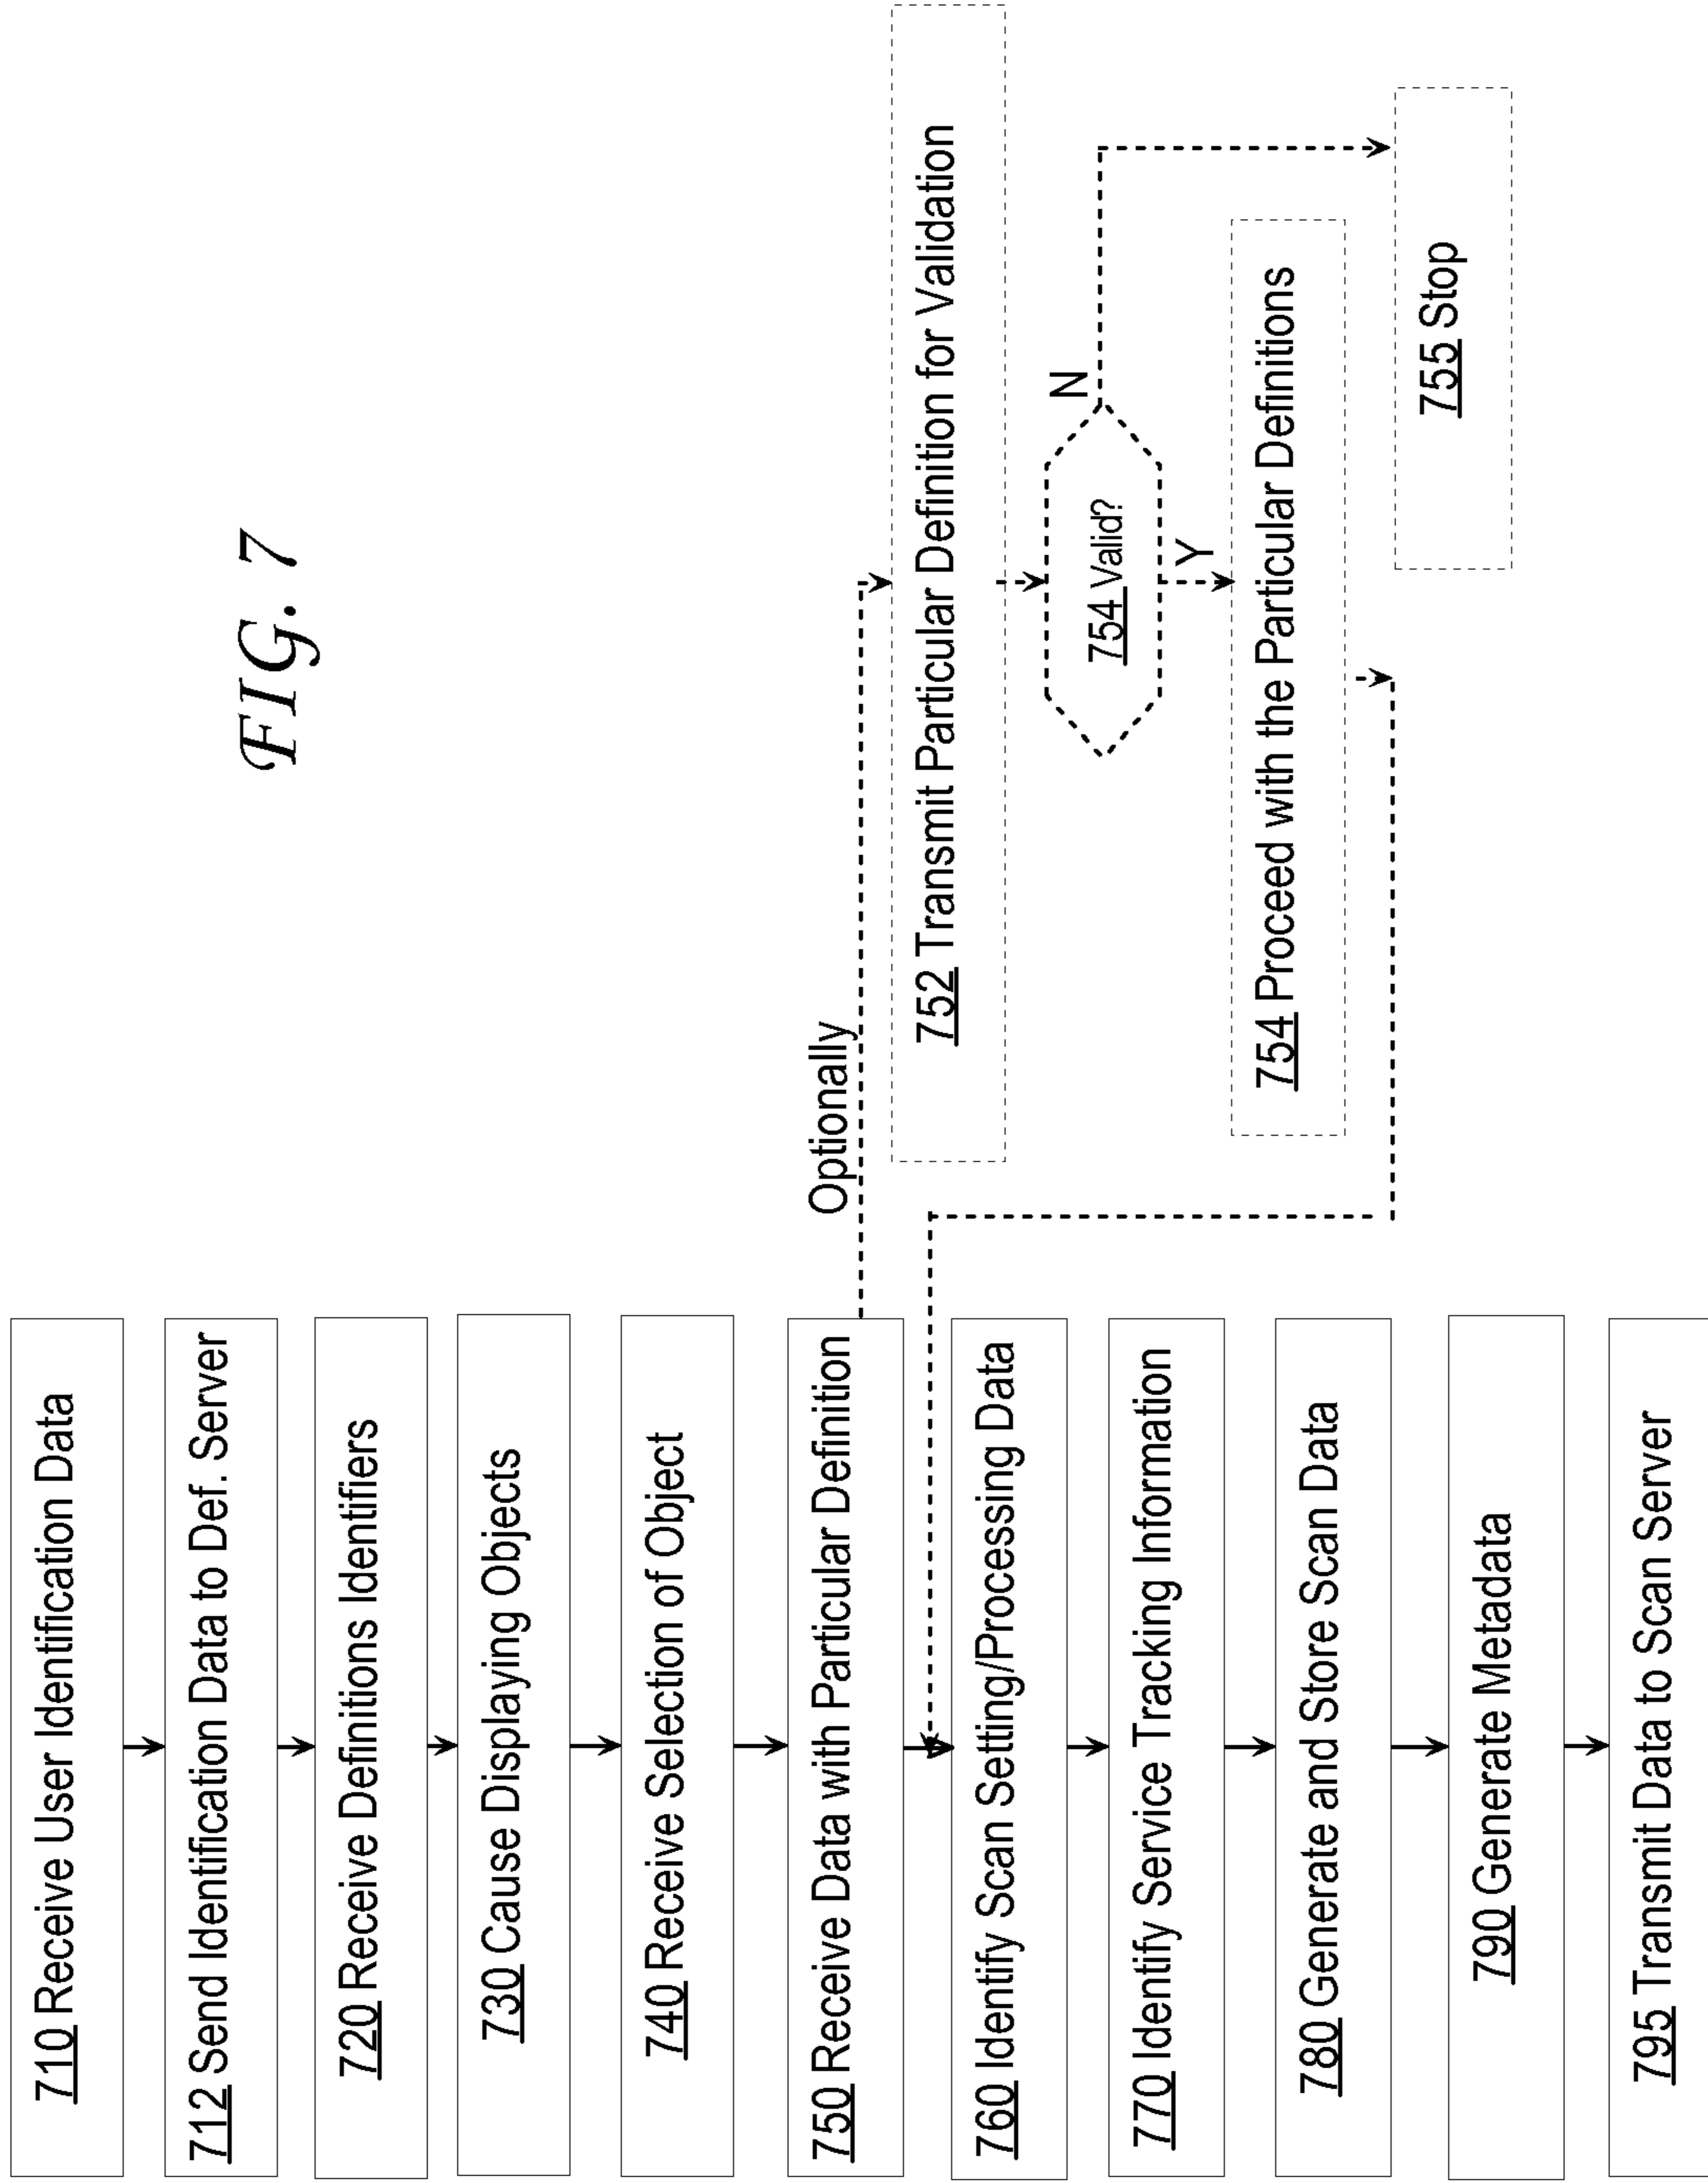 FIG. 7
710 Receive User Identification Data
712 Send Identification Data to Def. Server
720 Receive Definitions Identifiers
730 Cause Displaying Objects
740 Receive Selection of Object
750 Receive Data with Particular Definition
Optionally
752 Transmit Particular Definition for Validation
754 Valid?
N
Y
754 Proceed with the Particular Definitions
755 Stop
760 Identify Scan Setting/Processing Data
770 Identify Service Tracking Information
780 Generate and Store Scan Data
790 Generate Metadata
795 Transmit Data to Scan Server